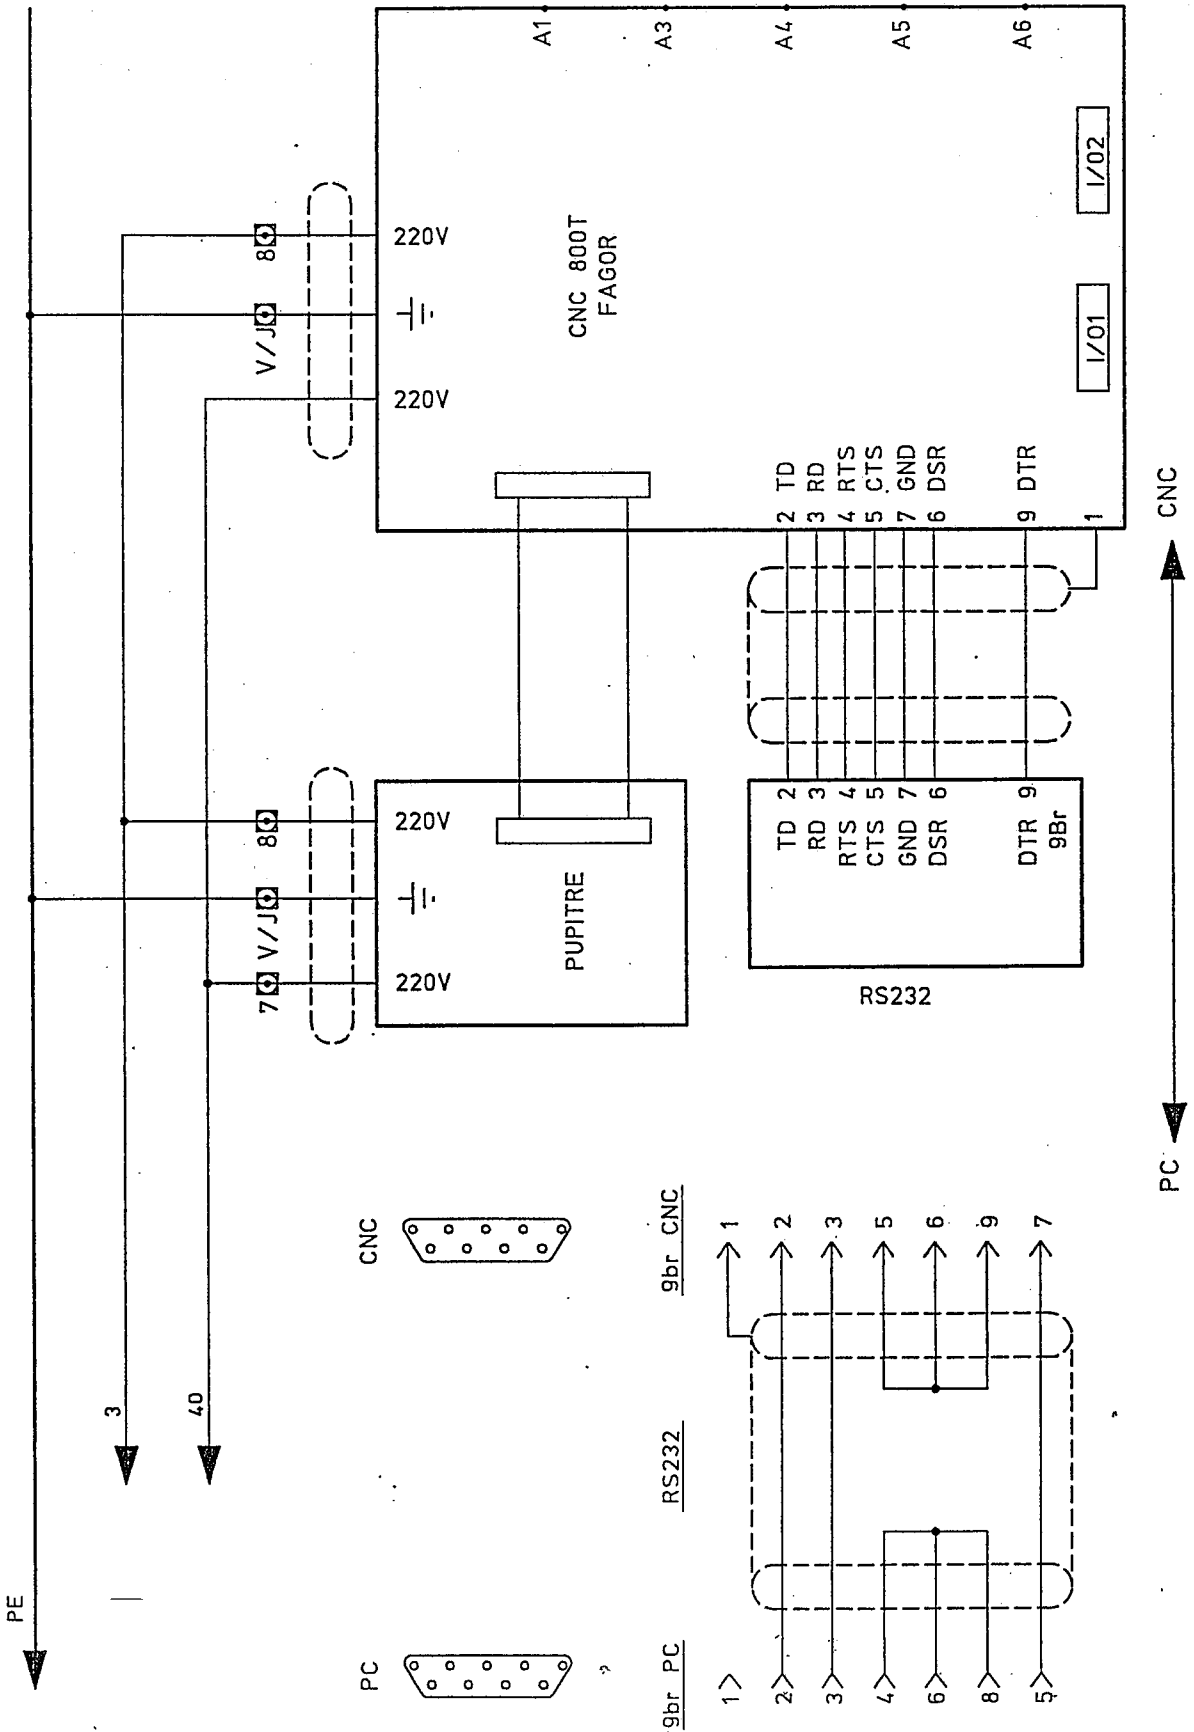 PE
3
40
8
V/J
8
V/J
7
220V
220V
220V
220V
CNC 800T
FAGOR
A1
A3
A4
A5
A6
I/O1
I/O2
2 TD
3 RD
4 RTS
5 CTS
7 GND
6 DSR
9 DTR
1
PUPITRE
TD 2
RD 3
RTS 4
CTS 5
GND 7
DSR 6
DTR 9
9Br
RS232
PC
CNC
PC
CNC
9br PC
RS232
9br CNC
1
1
2
2
3
3
4
5
6
6
8
9
5
7